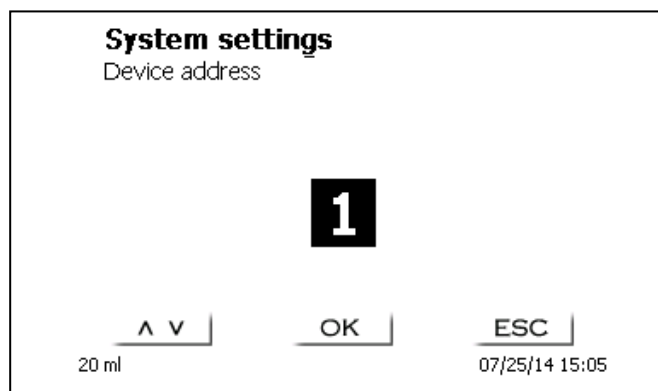 System settings
Device address
1
∧ ∨ OK ESC
20 ml 07/25/14 15:05